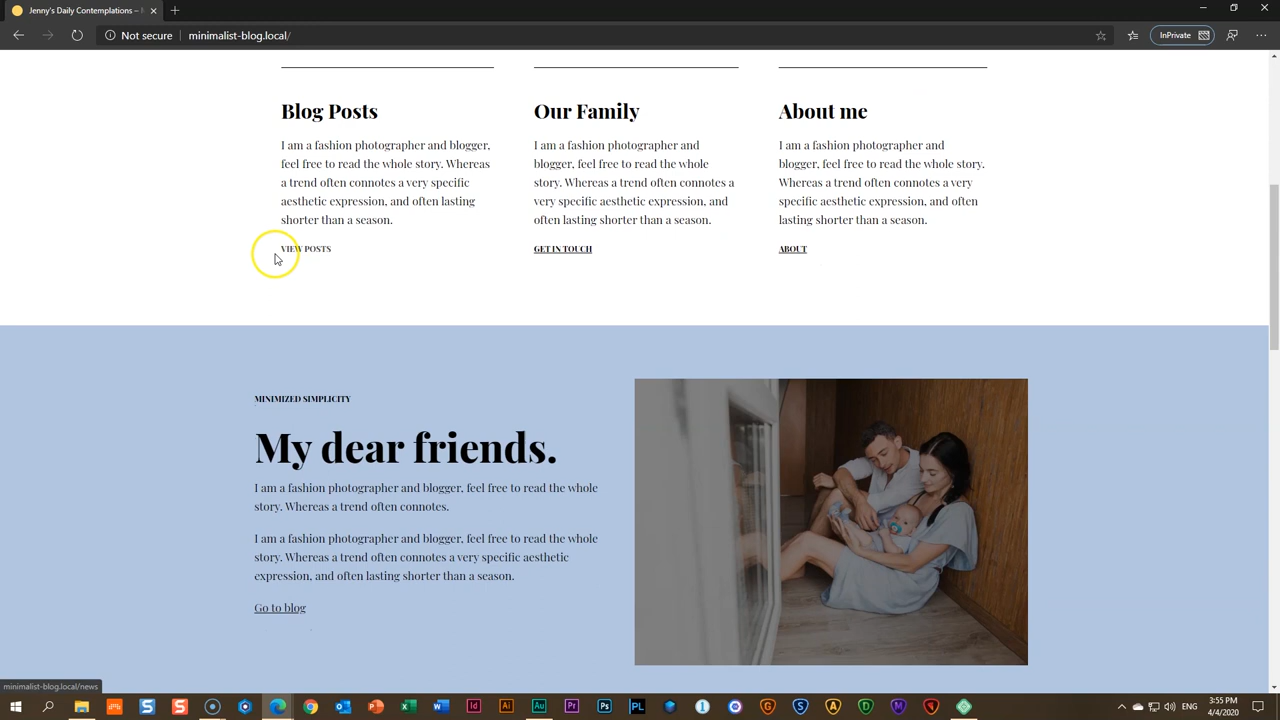 Jenny's Daily Contemplations –
Not secure
minimalist-blog.local/
InPrivate
Blog Posts
I am a fashion photographer and blogger,
feel free to read the whole story. Whereas
a trend often connotes a very specific
aesthetic expression, and often lasting
shorter than a season.
VIEW POSTS
Our Family
I am a fashion photographer and
blogger, feel free to read the whole
story. Whereas a trend often connotes a
very specific aesthetic expression, and
often lasting shorter than a season.
GET IN TOUCH
About me
I am a fashion photographer and
blogger, feel free to read the whole story.
Whereas a trend often connotes a very
specific aesthetic expression, and often
lasting shorter than a season.
ABOUT
MINIMIZED SIMPLICITY
My dear friends.
I am a fashion photographer and blogger, feel free to read the whole
story. Whereas a trend often connotes.
I am a fashion photographer and blogger, feel free to read the whole
story. Whereas a trend often connotes a very specific aesthetic
expression, and often lasting shorter than a season.
Go to blog
minimalist-blog.local/news
3:55 PM
4/4/2020